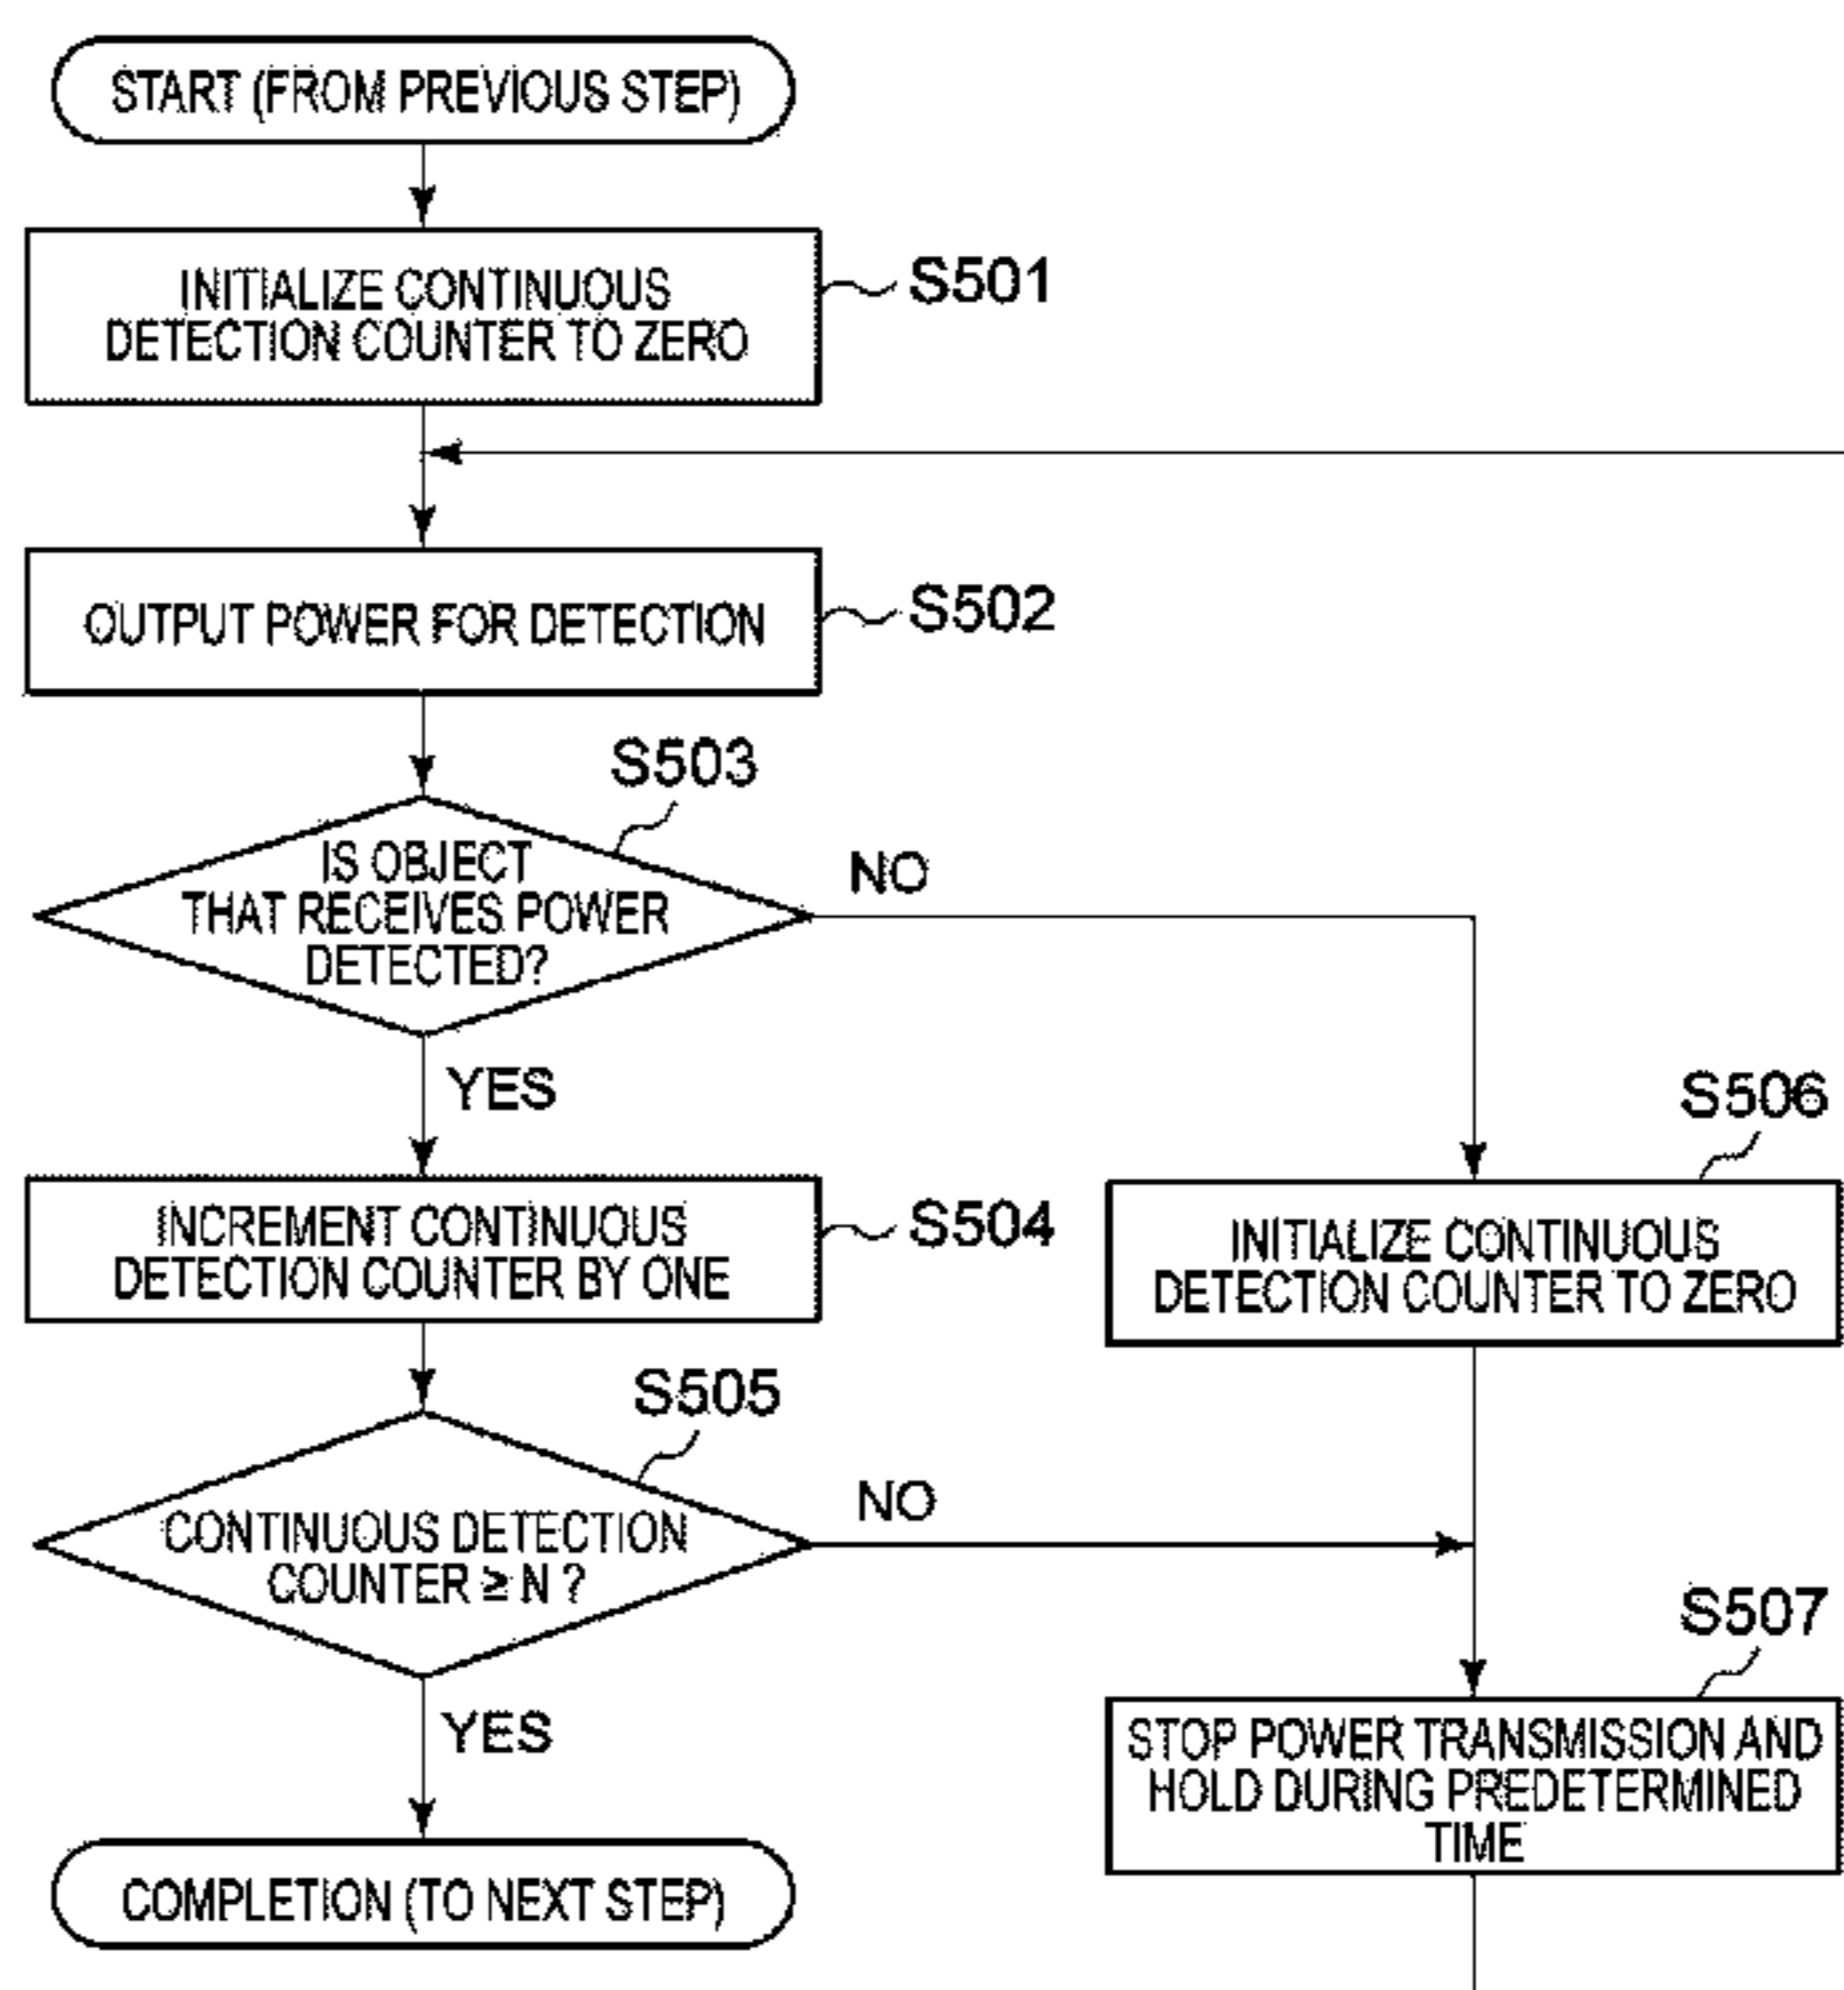 START (FROM PREVIOUS STEP)
INITIALIZE CONTINUOUS
DETECTION COUNTER TO ZERO
S501
OUTPUT POWER FOR DETECTION
S502
S503
IS OBJECT
THAT RECEIVES POWER
DETECTED?
NO
YES
INCREMENT CONTINUOUS
DETECTION COUNTER BY ONE
S504
S506
INITIALIZE CONTINUOUS
DETECTION COUNTER TO ZERO
S505
CONTINUOUS DETECTION
COUNTER ≥ N ?
NO
YES
S507
STOP POWER TRANSMISSION AND
HOLD DURING PREDETERMINED
TIME
COMPLETION (TO NEXT STEP)